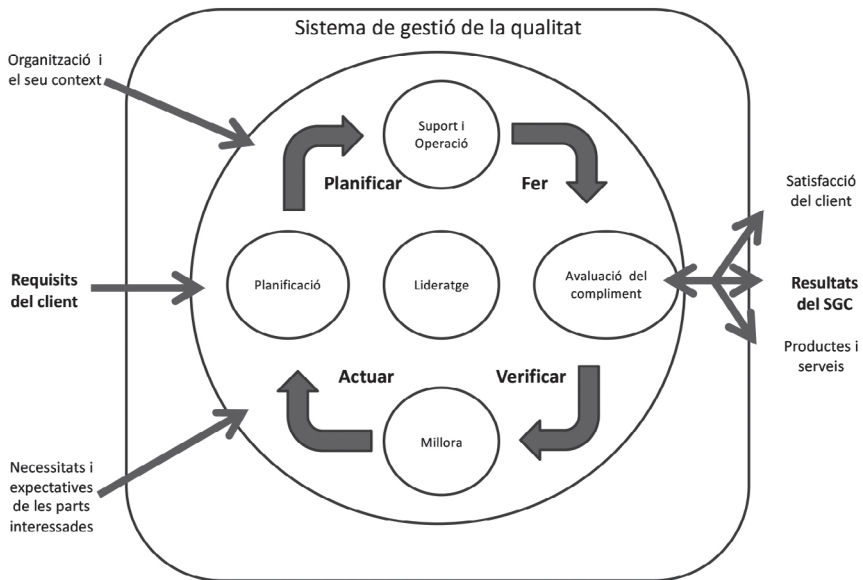 Sistema de gestió de la qualitat
Organització i
el seu context
Suport i
Operació
Planificar
Fer
Satisfacció
del client
Requisits
del client
Planificació
Lideratge
Avaluació del
compliment
Resultats
del SGC
Productes i
serveis
Actuar
Verificar
Millora
Necessitats i
expectatives
de les parts
interessades